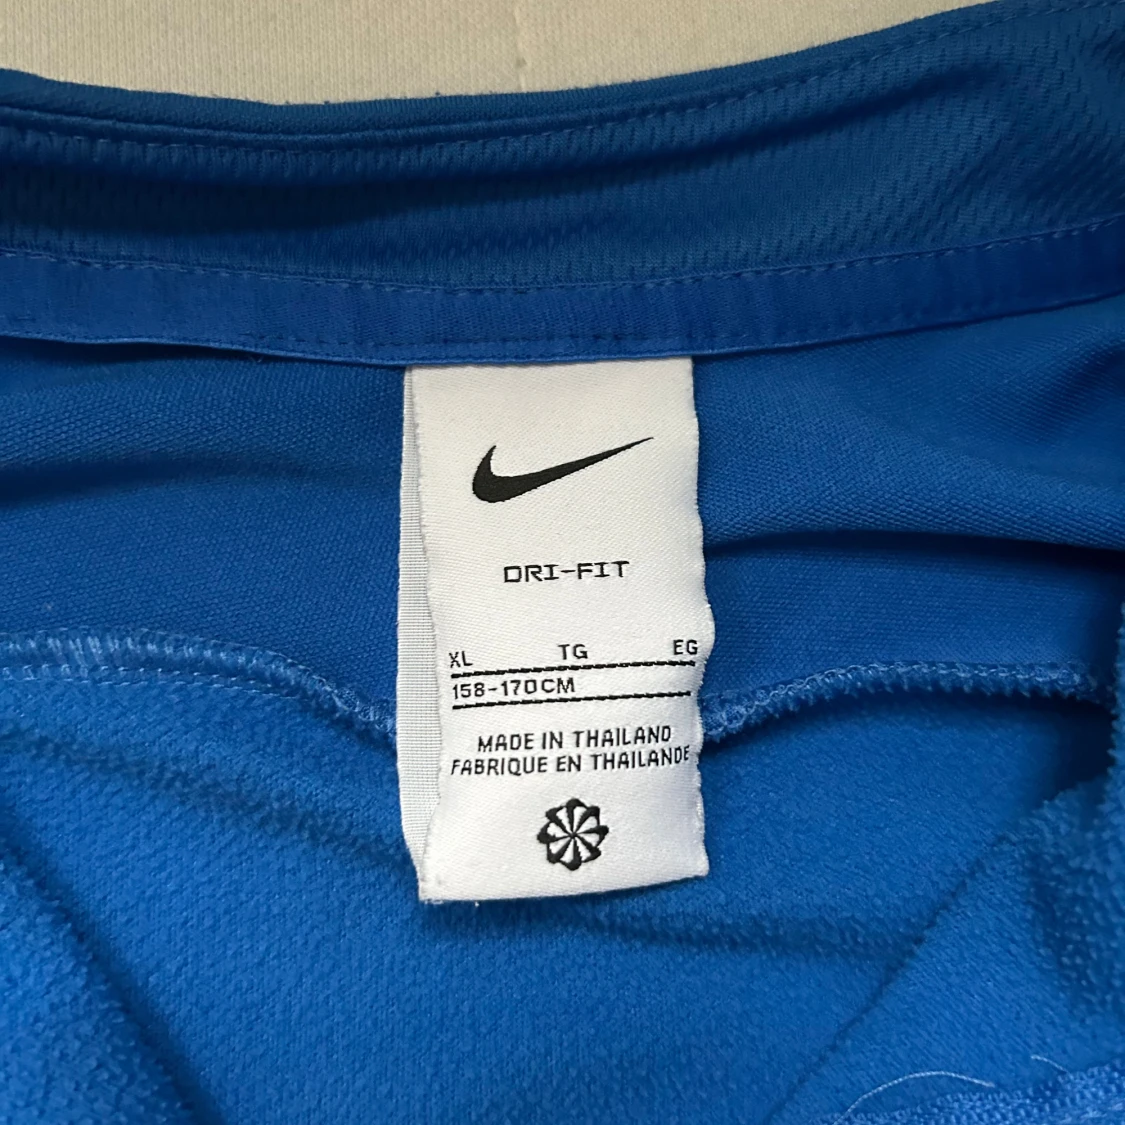 DRI-FIT
XL TG EG
158-170CM
MADE IN THAILAND
FABRIQUE EN THAILANDE